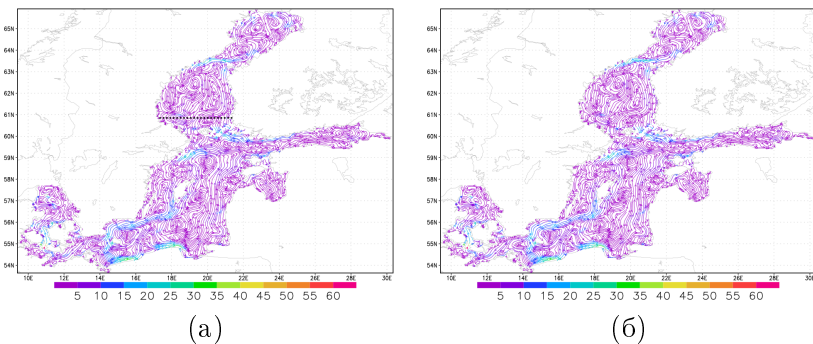 65N 65N
64N 64N
63N 63N
62N 62N
61N 61N
60N 60N
59N 59N
58N 58N
57N 57N
56N 56N
55N 55N
54N 54N
10E 12E 14E 16E 18E 20E 22E 24E 26E 28E 30E 10E 12E 14E 16E 18E 20E 22E 24E 26E 28E 30E
5 10 15 20 25 30 35 40 45 50 55 60 5 10 15 20 25 30 35 40 45 50 55 60
(а) (б)